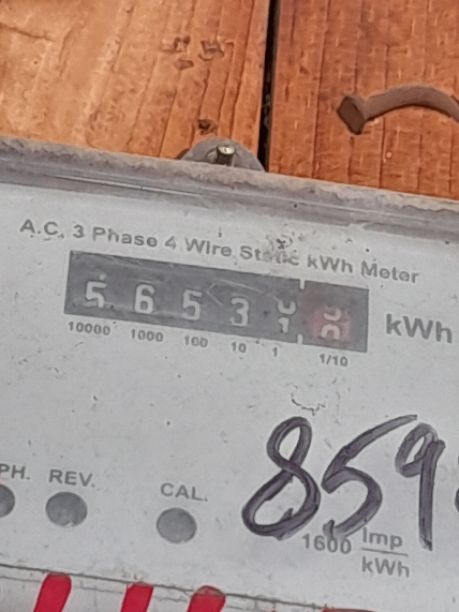 A.C. 3 Phase 4 Wire Static kWh Meter
5 6 5 3 kWh
10000 1000 100 10 1 1/10
PH. REV. CAL.
859
1600 Imp
kWh